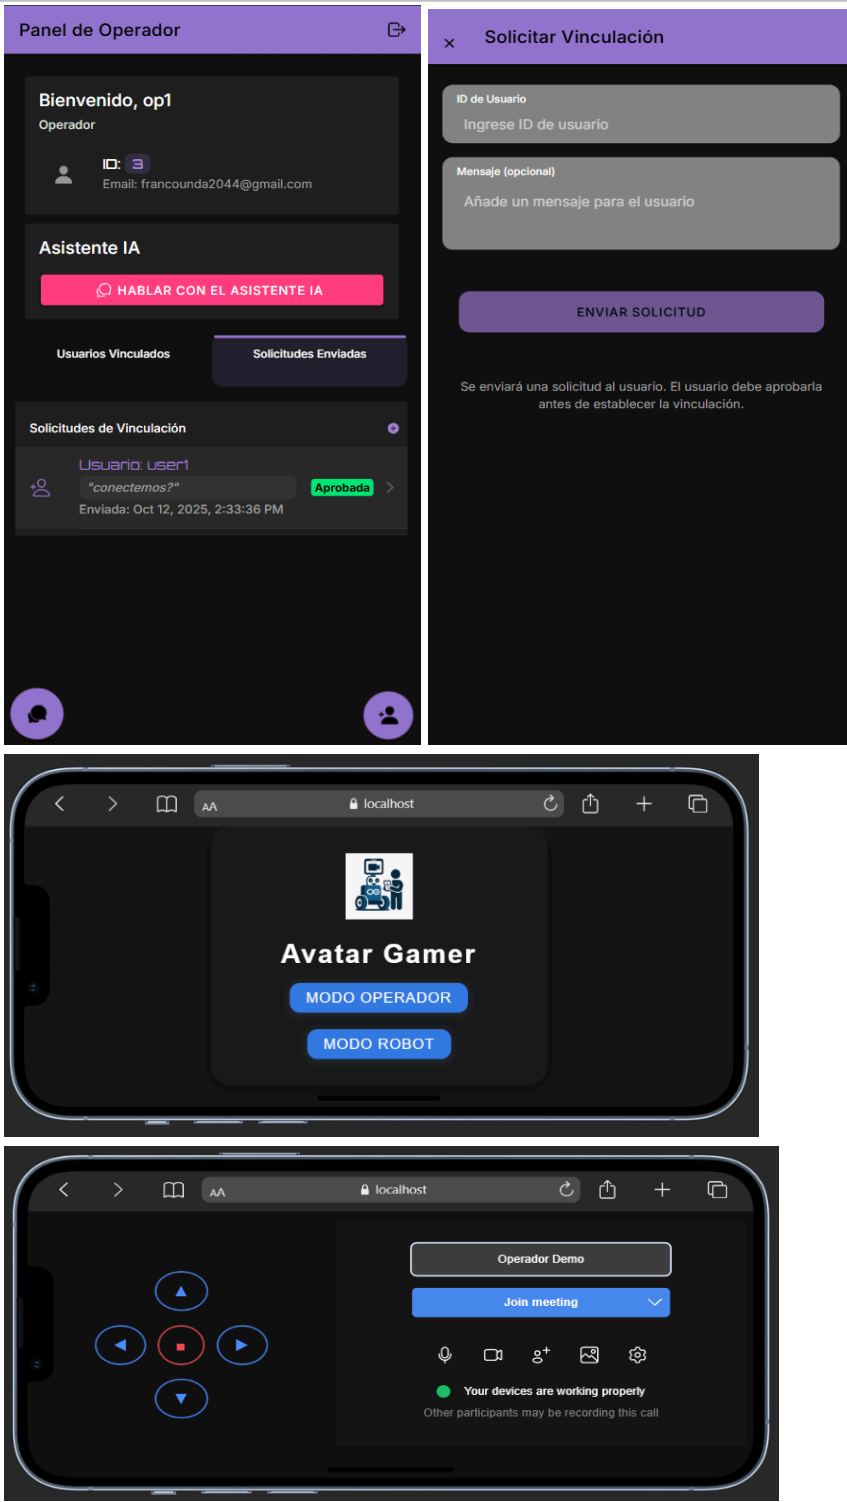 Panel de Operador
Bienvenido, op1
Operador
ID: 3
Email: francounda2044@gmail.com
Asistente IA
HABLAR CON EL ASISTENTE IA
Usuarios Vinculados
Solicitudes Enviadas
Solicitudes de Vinculación
Usuario: user1
"conectemos?"
Aprobada
Enviada: Oct 12, 2025, 2:33:36 PM
× Solicitar Vinculación
ID de Usuario
Ingrese ID de usuario
Mensaje (opcional)
Añade un mensaje para el usuario
ENVIAR SOLICITUD
Se enviará una solicitud al usuario. El usuario debe aprobarla
antes de establecer la vinculación.
AA localhost
Avatar Gamer
MODO OPERADOR
MODO ROBOT
AA localhost
Operador Demo
Join meeting
Your devices are working properly
Other participants may be recording this call